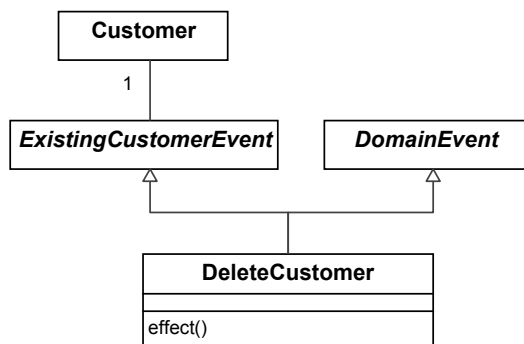 Customer
1
ExistingCustomerEvent
DomainEvent
DeleteCustomer
effect()